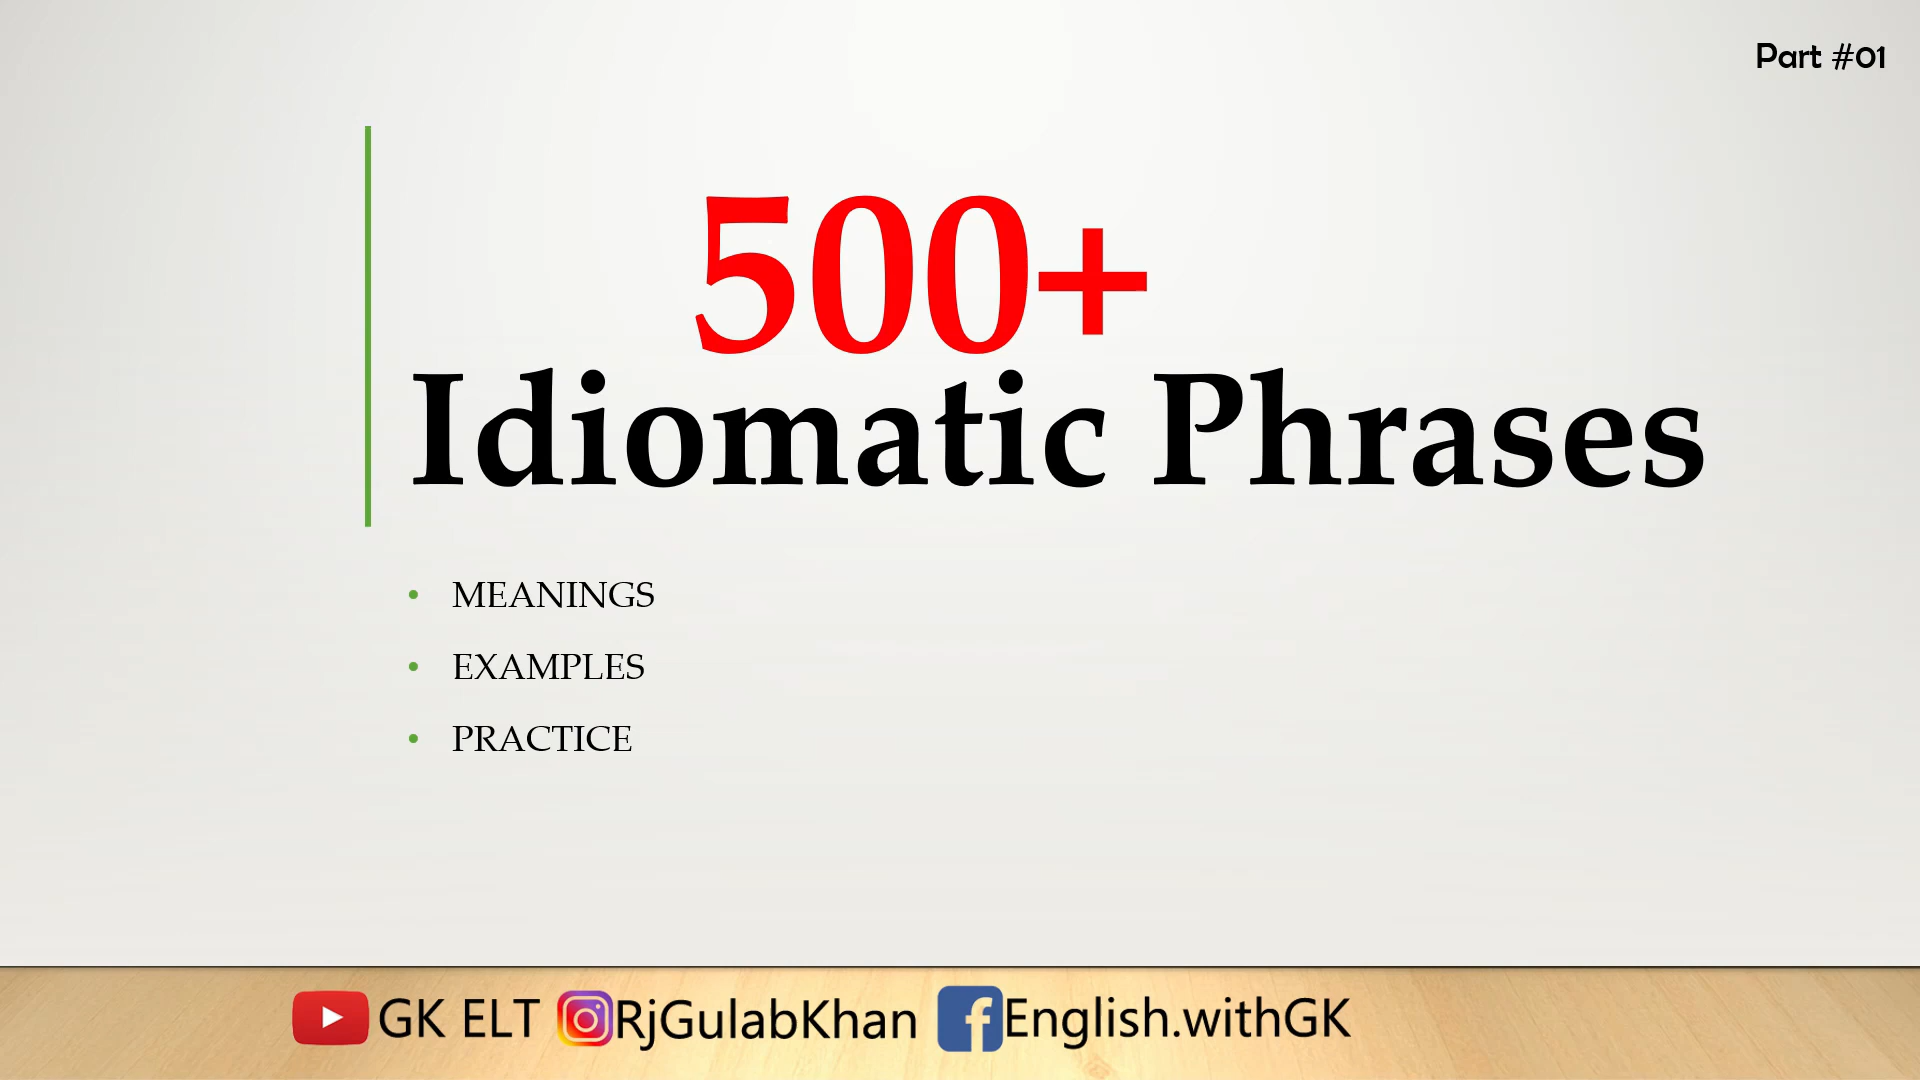 Part #01
500+
Idiomatic Phrases
• MEANINGS
• EXAMPLES
• PRACTICE
GK ELT RjGulabKhan English.withGK